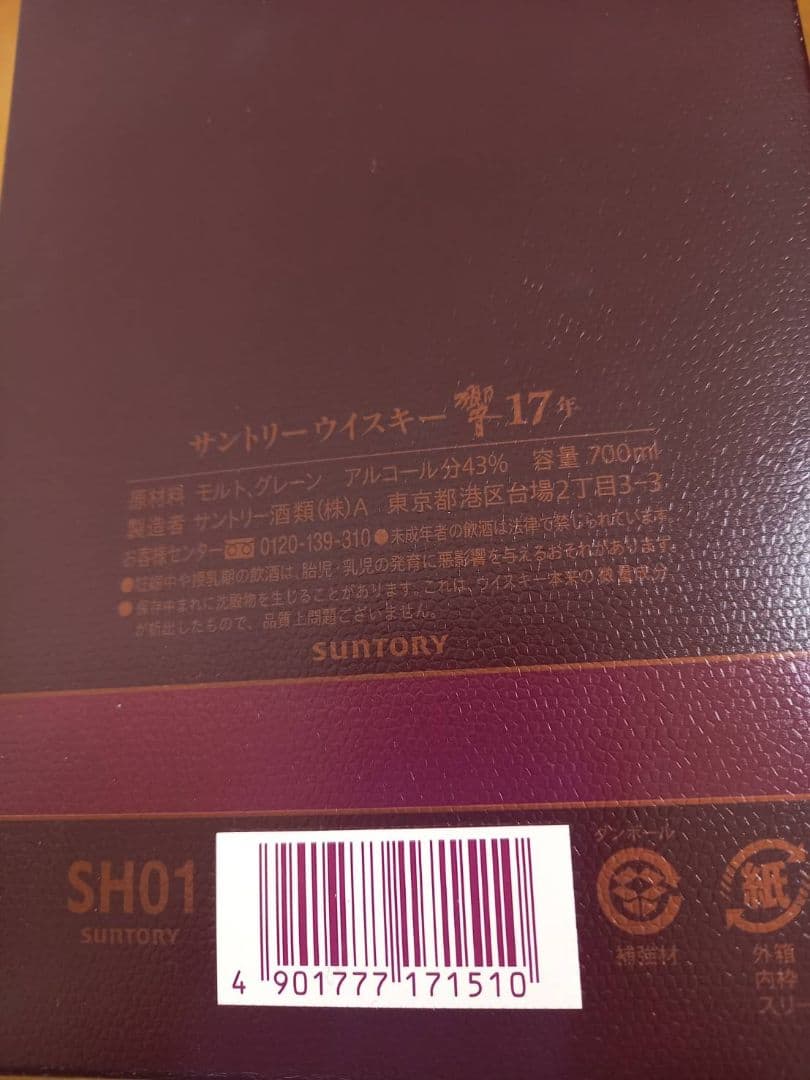 サントリーウイスキー 響17年
原材料 モルト、グレーン アルコール分43% 容量 700ml
製造者 サントリー酒類(株)A 東京都港区台場2丁目3-3
お客様センター 0120-139-310 ●未成年者の飲酒は法律で禁じられています。
●妊娠中や授乳期の飲酒は、胎児・乳児の発育に悪影響を与えるおそれがあります。
●保存中まれに沈殿物を生じることがあります。これは、ウイスキー本来の微量成分
が析出したもので、品質上問題ございません。
SUNTORY
SH01
SUNTORY
4 901777 171510
ダンボール
補強材
紙
外箱
内枠
スリ